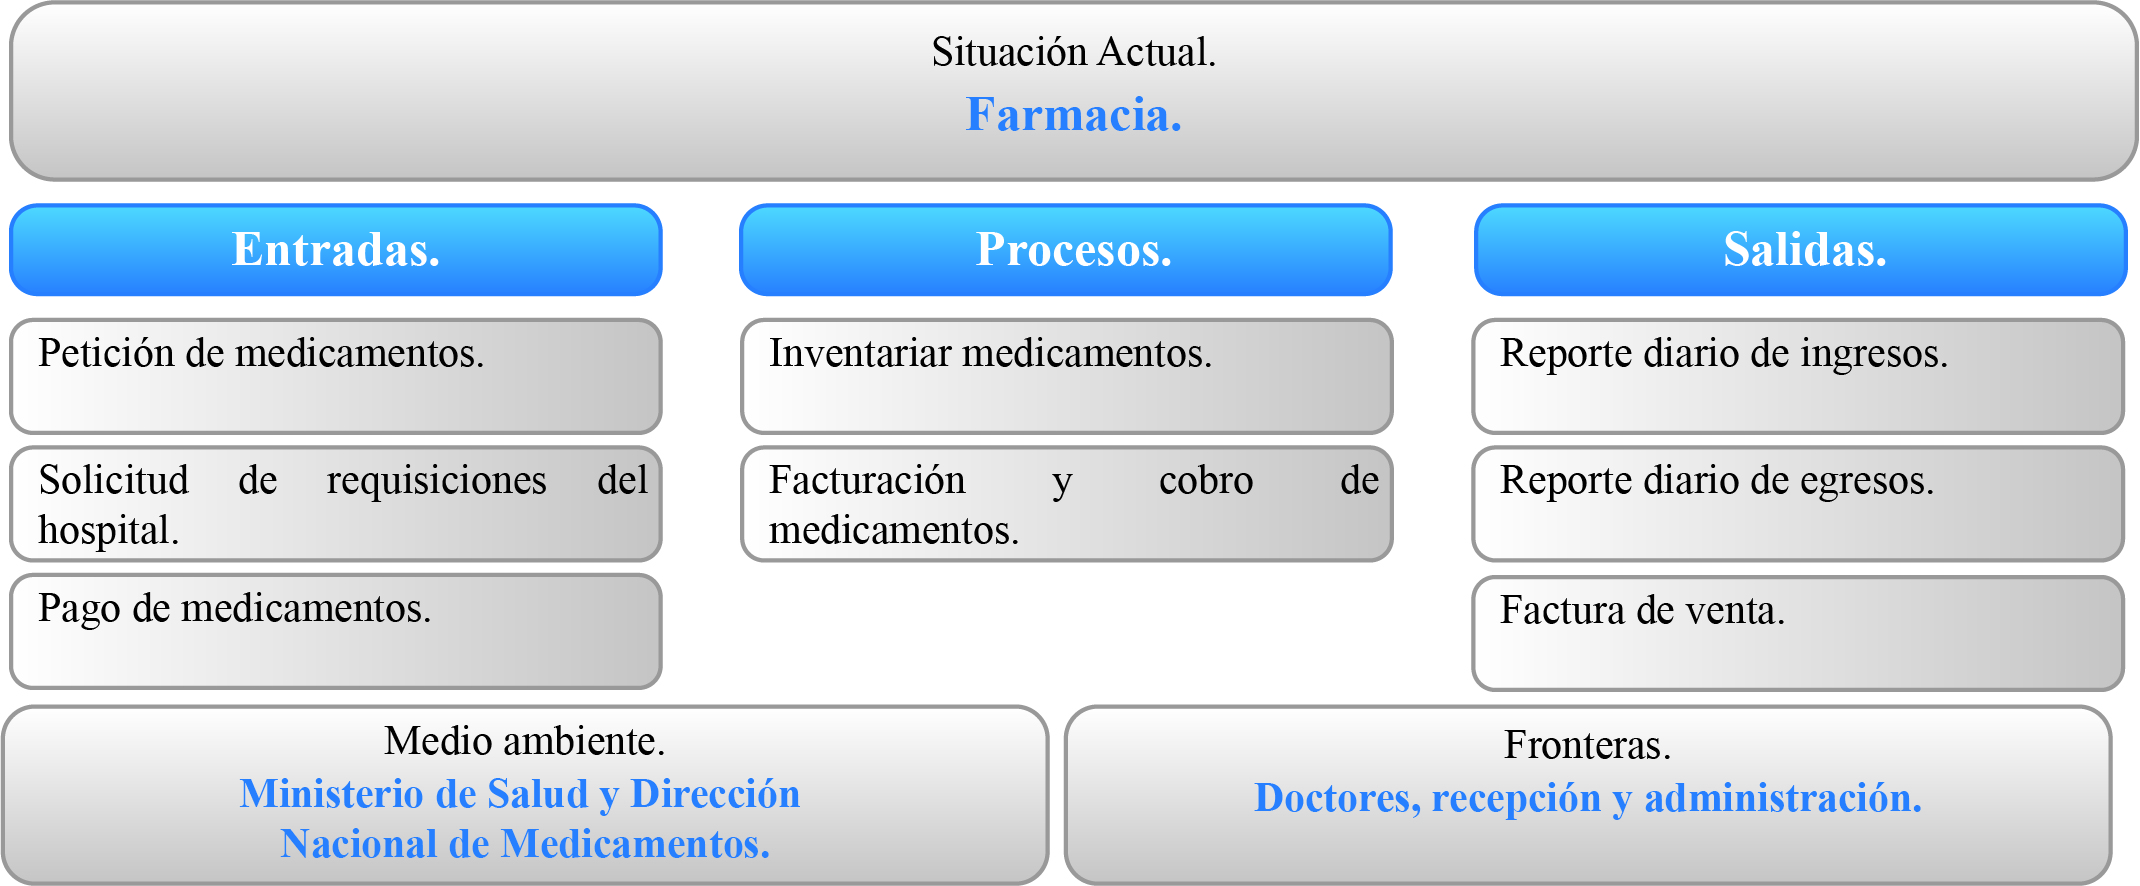 Situación Actual.
Farmacia.
Entradas.
Procesos.
Salidas.
Petición de medicamentos.
Inventariar medicamentos.
Reporte diario de ingresos.
Solicitud de requisiciones del
hospital.
Facturación y cobro de
medicamentos.
Reporte diario de egresos.
Pago de medicamentos.
Factura de venta.
Medio ambiente.
Ministerio de Salud y Dirección
Nacional de Medicamentos.
Fronteras.
Doctores, recepción y administración.